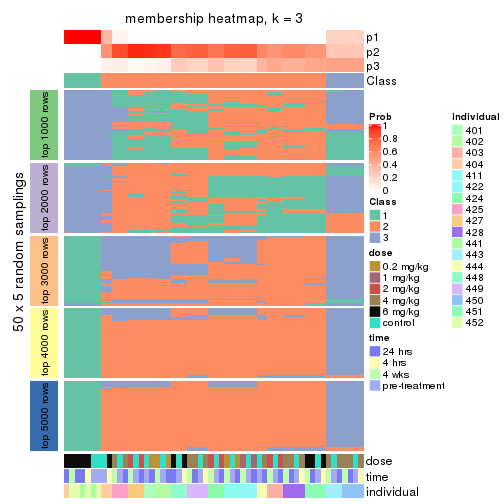 membership heatmap, k = 3
p1
p2
p3
Class
50 x 5 random samplings
top 1000 rows
top 2000 rows
top 3000 rows
top 4000 rows
top 5000 rows
dose
time
individual
Prob
1
0.8
0.6
0.4
0.2
0
Class
1
2
3
dose
0.2 mg/kg
1 mg/kg
2 mg/kg
4 mg/kg
6 mg/kg
control
time
24 hrs
4 hrs
4 wks
pre-treatment
individual
401
402
403
404
411
422
424
425
427
428
441
443
444
448
449
450
451
452